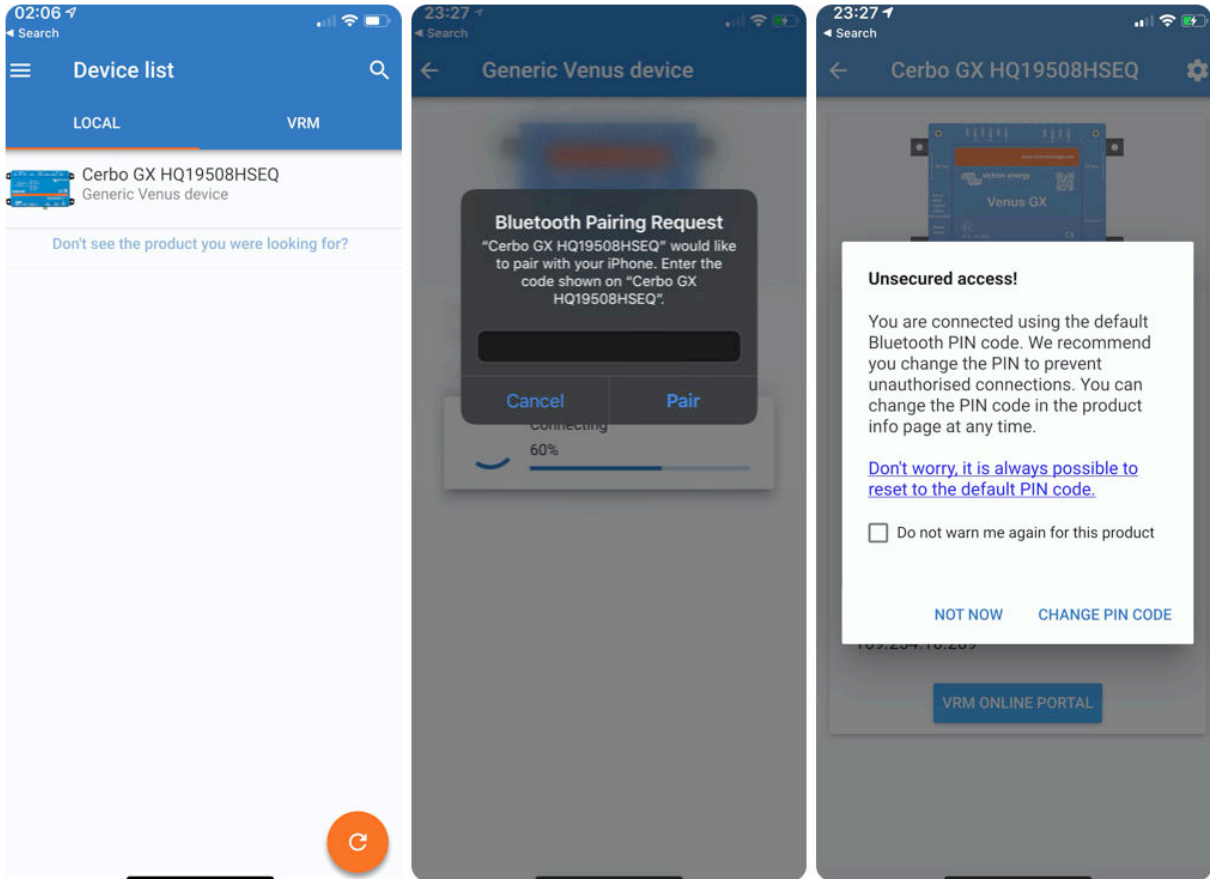 02:06
◄ Search
Device list
LOCAL
VRM
Cerbo GX HQ19508HSEQ
Generic Venus device
Don't see the product you were looking for?
23:27
◄ Search
Generic Venus device
Bluetooth Pairing Request
“Cerbo GX HQ19508HSEQ” would like
to pair with your iPhone. Enter the
code shown on “Cerbo GX
HQ19508HSEQ”.
Cancel
Pair
Connecting
60%
23:27
◄ Search
Cerbo GX HQ19508HSEQ
victron energy
Venus GX
Unsecured access!
You are connected using the default
Bluetooth PIN code. We recommend
you change the PIN to prevent
unauthorised connections. You can
change the PIN code in the product
info page at any time.
Don't worry, it is always possible to
reset to the default PIN code.
Do not warn me again for this product
NOT NOW
CHANGE PIN CODE
VRM ONLINE PORTAL